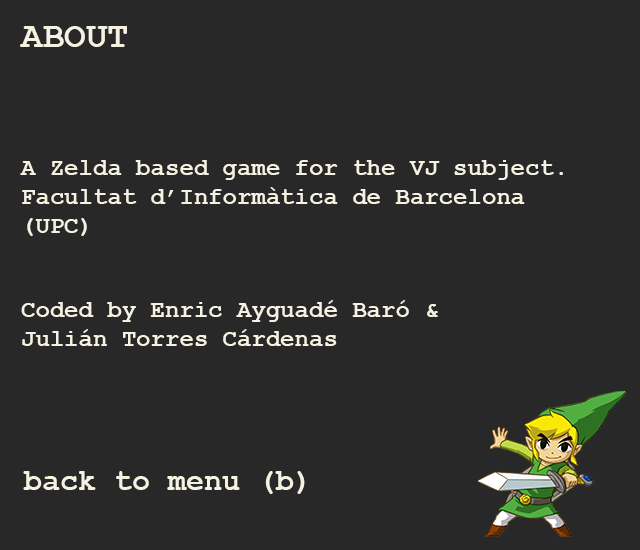 ABOUT
A Zelda based game for the VJ subject.
Facultat d’Informàtica de Barcelona
(UPC)
Coded by Enric Ayguadé Baró &
Julián Torres Cárdenas
back to menu (b)